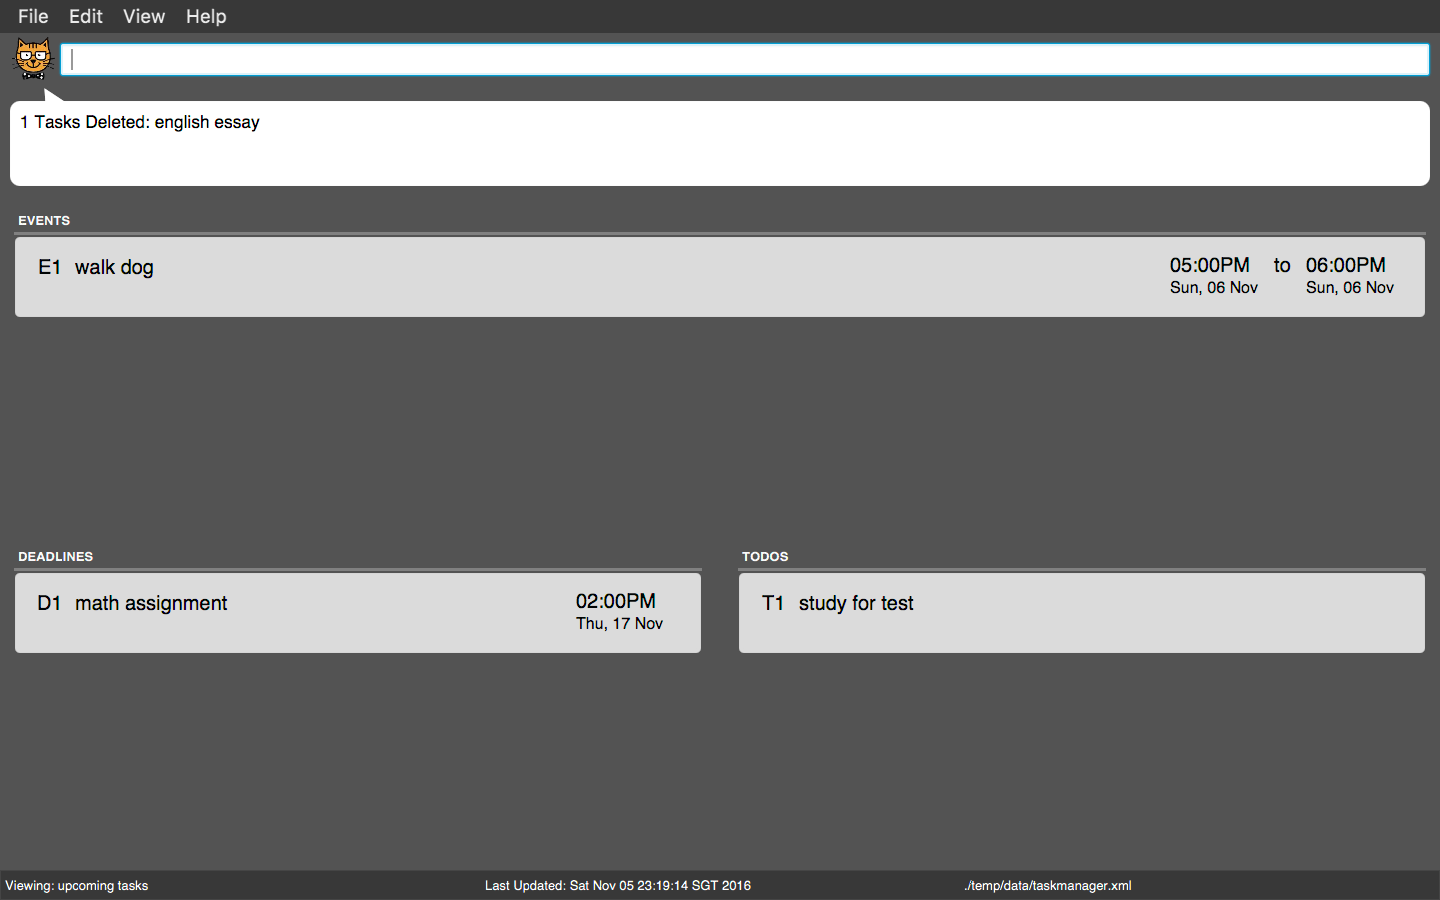 File Edit View Help
1 Tasks Deleted: english essay
EVENTS
E1 walk dog 05:00PM to 06:00PM
Sun, 06 Nov Sun, 06 Nov
DEADLINES
D1 math assignment 02:00PM
Thu, 17 Nov
TODOS
T1 study for test
Viewing: upcoming tasks Last Updated: Sat Nov 05 23:19:14 SGT 2016 ./temp/data/taskmanager.xml